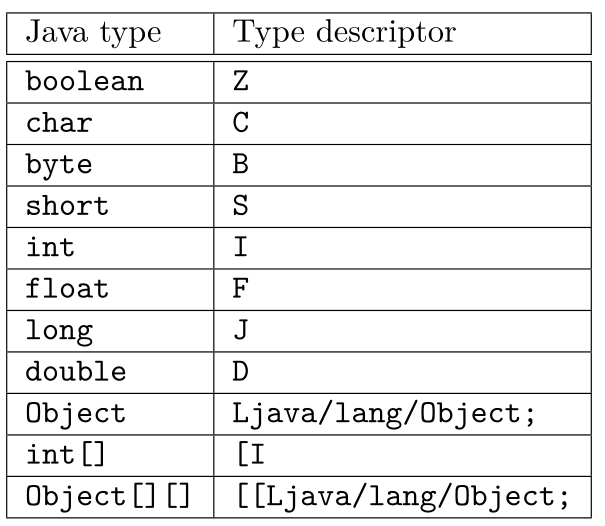 Java type Type descriptor
boolean Z
char C
byte B
short S
int I
float F
long J
double D
Object Ljava/lang/Object;
int[] [I
Object[][] [[Ljava/lang/Object;